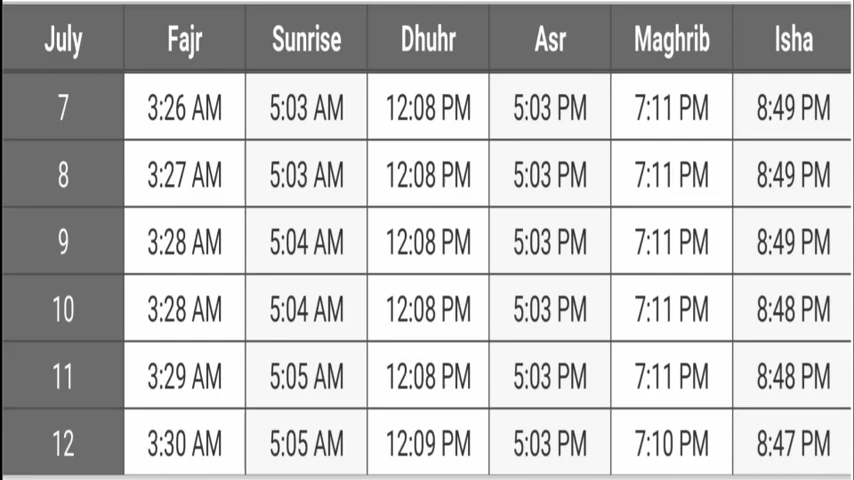 July Fajr Sunrise Dhuhr Asr Maghrib Isha
7 3:26 AM 5:03 AM 12:08 PM 5:03 PM 7:11 PM 8:49 PM
8 3:27 AM 5:03 AM 12:08 PM 5:03 PM 7:11 PM 8:49 PM
9 3:28 AM 5:04 AM 12:08 PM 5:03 PM 7:11 PM 8:49 PM
10 3:28 AM 5:04 AM 12:08 PM 5:03 PM 7:11 PM 8:48 PM
11 3:29 AM 5:05 AM 12:08 PM 5:03 PM 7:11 PM 8:48 PM
12 3:30 AM 5:05 AM 12:09 PM 5:03 PM 7:10 PM 8:47 PM